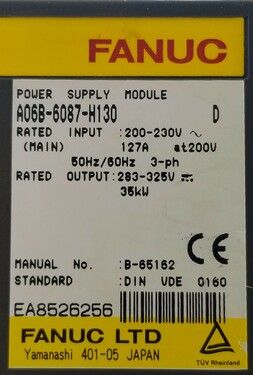 FANUC
POWER SUPPLY MODULE
A06B-6087-H130 D
RATED INPUT :200-230V ~
(MAIN) 127A at200V
50Hz/60Hz 3-ph
RATED OUTPUT:283-325V ⎓
35kW
CE
MANUAL No. :B-65162
STANDARD :DIN VDE 0160
EA8526256
FANUC LTD
Yamanashi 401-05 JAPAN
TÜV Rheinland